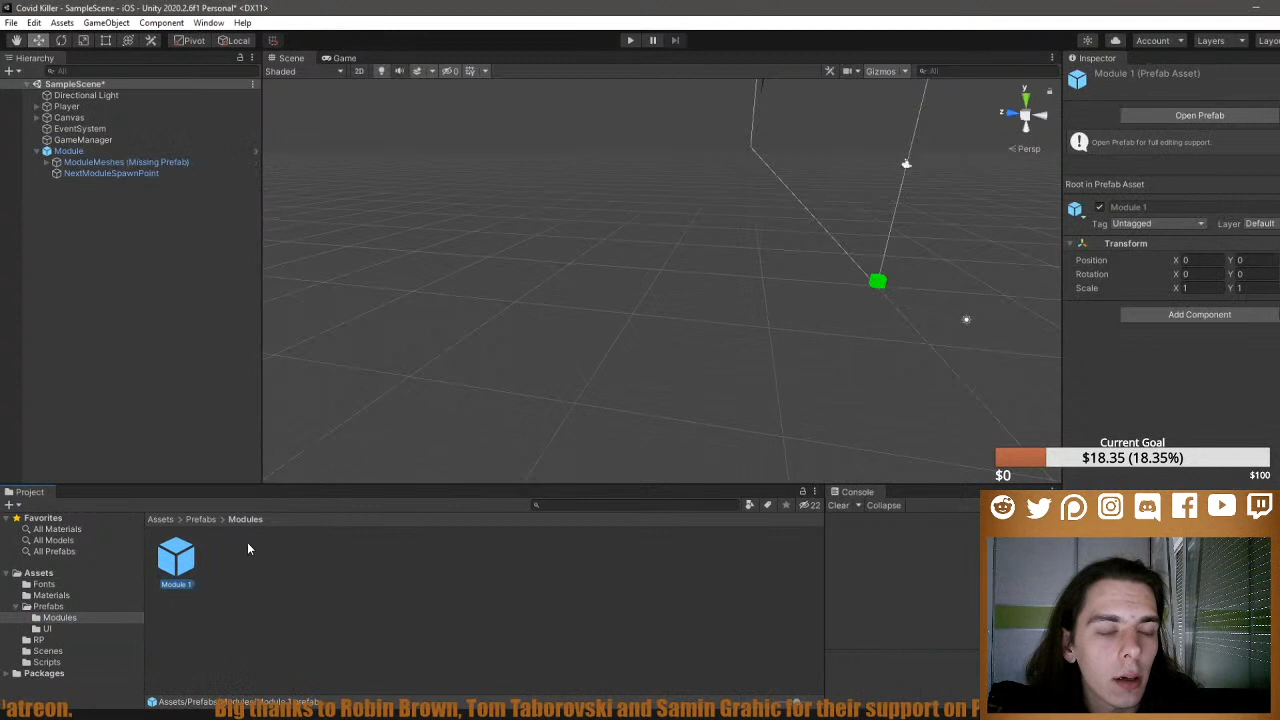 Covid Killer - SampleScene - iOS - Unity 2020.2.6f1 Personal* <DX11>
File Edit Assets GameObject Component Window Help
Pivot Local Account Layers
Hierarchy
All
SampleScene*
Directional Light
Player
Canvas
EventSystem
GameManager
Module
ModuleMeshes (Missing Prefab)
NextModuleSpawnPoint
Scene Game
Shaded 2D 0 Gizmos All
y
z
< Persp
Inspector
Module 1 (Prefab Asset)
Open Prefab
Open Prefab for full editing support.
Root in Prefab Asset
Module 1
Tag Untagged Layer Default
Transform
Position X 0 Y 0
Rotation X 0 Y 0
Scale X 1 Y 1
Add Component
Current Goal
$18.35 (18.35%)
$0 $100
Project
22
Favorites
All Materials
All Models
All Prefabs
Assets
Fonts
Materials
Prefabs
Modules
UI
RP
Scenes
Scripts
Packages
Assets > Prefabs > Modules
Module 1
Console
Clear Collapse
Assets/Prefabs/Modules/Module 1.prefab
Patreon. Big thanks to Robin Brown, Tom Taborovski and Samin Grahic for their support on P